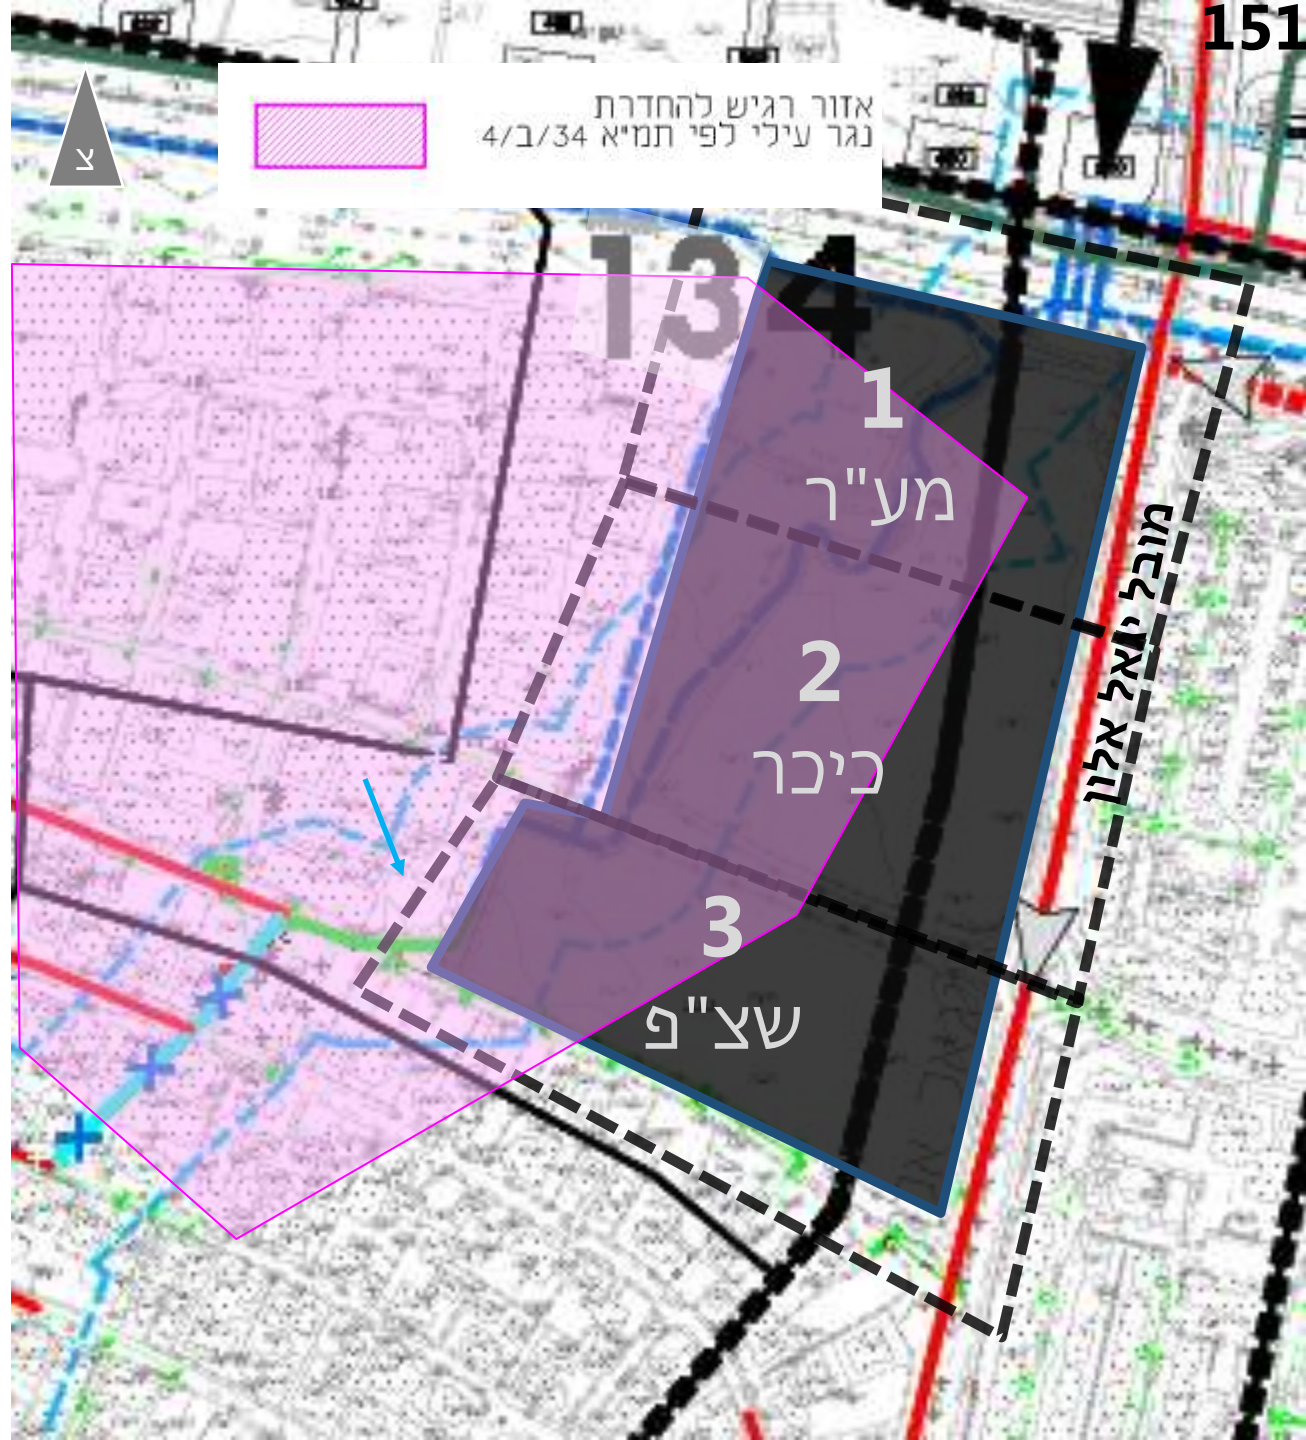 151
אזור רגיש להחדרת
נגר עילי לפי תמ"א 34/ב/4
צ
134
1
מע"ר
2
כיכר
3
שצ"פ
מובל יגאל אלון